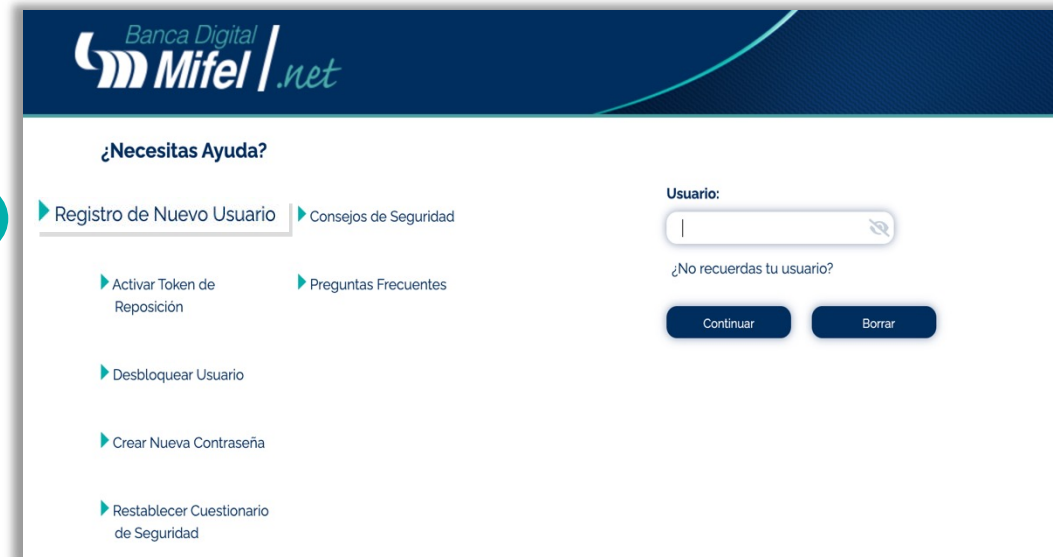 Banca Digital
Mifel .net
¿Necesitas Ayuda?
Registro de Nuevo Usuario
Consejos de Seguridad
Activar Token de
Reposición
Preguntas Frecuentes
Desbloquear Usuario
Crear Nueva Contraseña
Restablecer Cuestionario
de Seguridad
Usuario:
¿No recuerdas tu usuario?
Continuar
Borrar